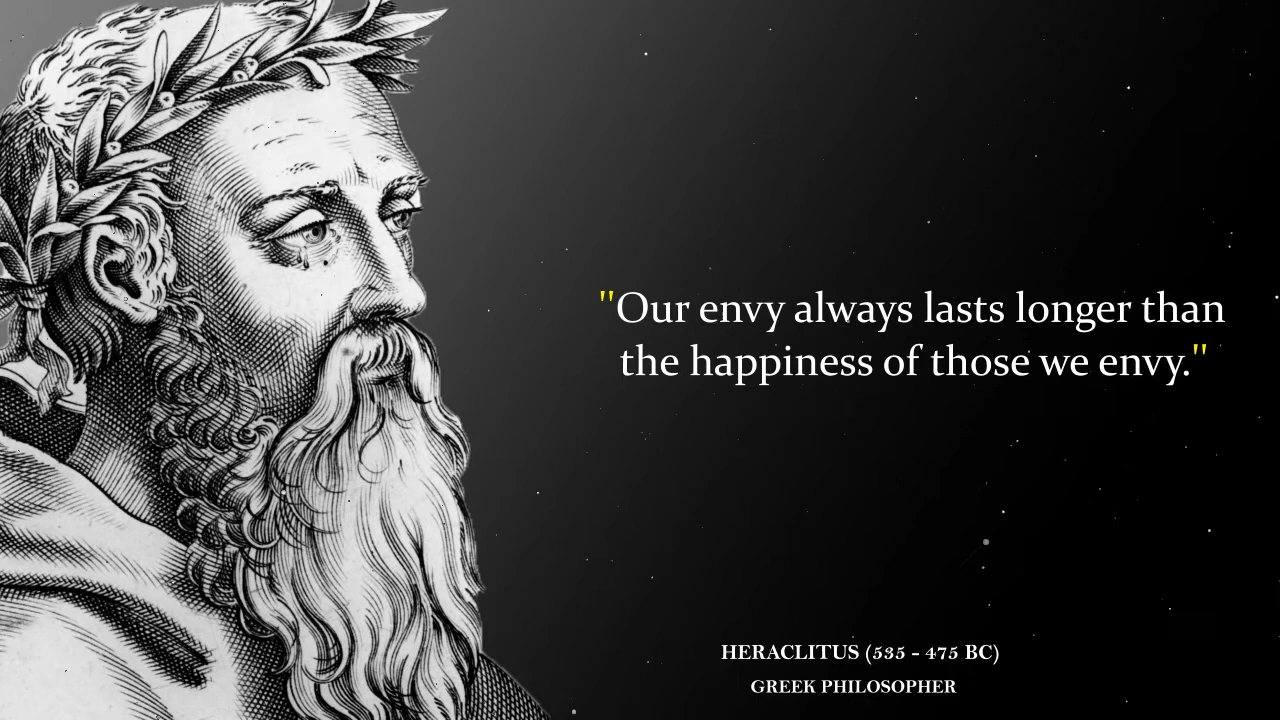 "Our envy always lasts longer than
the happiness of those we envy."
HERACLITUS (535 - 475 BC)
GREEK PHILOSOPHER